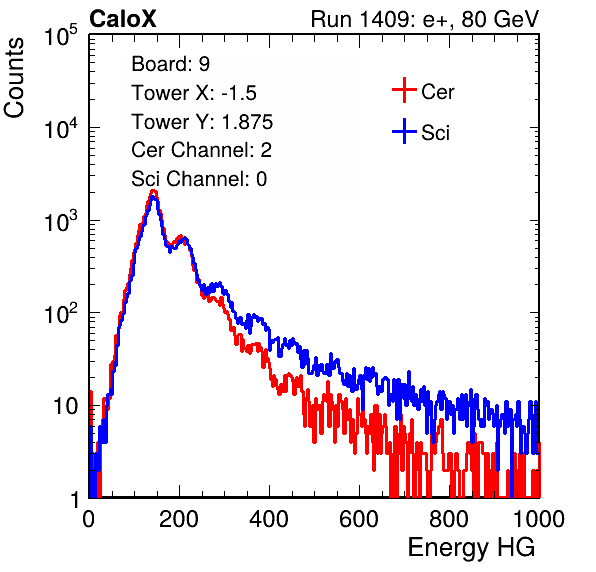 CaloX Run 1409: e+, 80 GeV
Counts
Board: 9
Tower X: -1.5
Tower Y: 1.875
Cer Channel: 2
Sci Channel: 0
Cer
Sci
10^5
10^4
10^3
10^2
10
1
0 200 400 600 800 1000
Energy HG